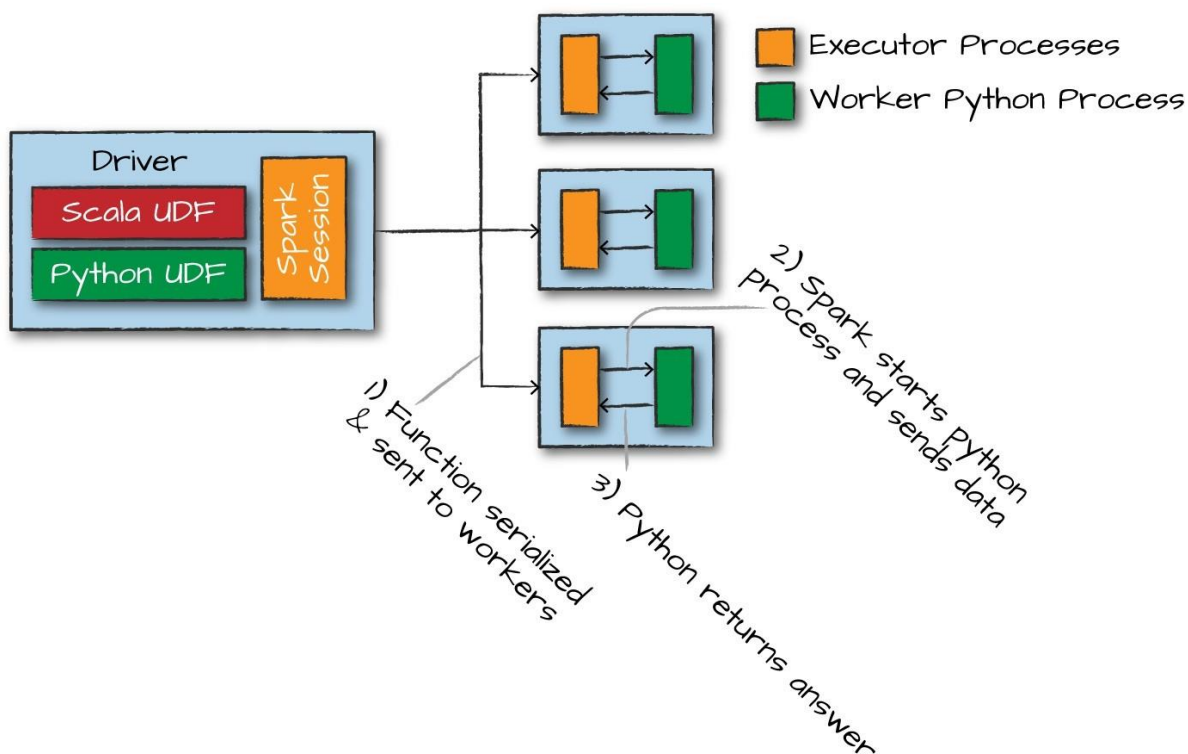 Driver
Scala UDF
Python UDF
Spark
Session
Executor Processes
Worker Python Process
1) Function serialized
& sent to workers
2) Spark starts Python
process and sends data
3) Python returns answer